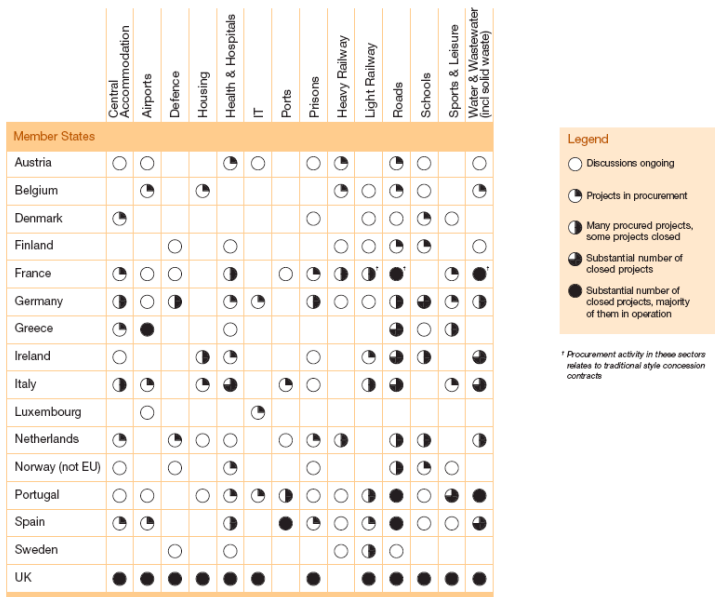 Central
Accommodation
Airports
Defence
Housing
Health & Hospitals
IT
Ports
Prisons
Heavy Railway
Light Railway
Roads
Schools
Sports & Leisure
Water & Wastewater
(incl solid waste)
Member States
Austria
Belgium
Denmark
Finland
France † †  †
Germany
Greece
Ireland
Italy
Luxembourg
Netherlands
Norway (not EU)
Portugal
Spain
Sweden
UK
Legend
Discussions ongoing
Projects in procurement
Many procured projects,
some projects closed
Substantial number of
closed projects
Substantial number of
closed projects, majority
of them in operation
† Procurement activity in these sectors
relates to traditional style concession
contracts